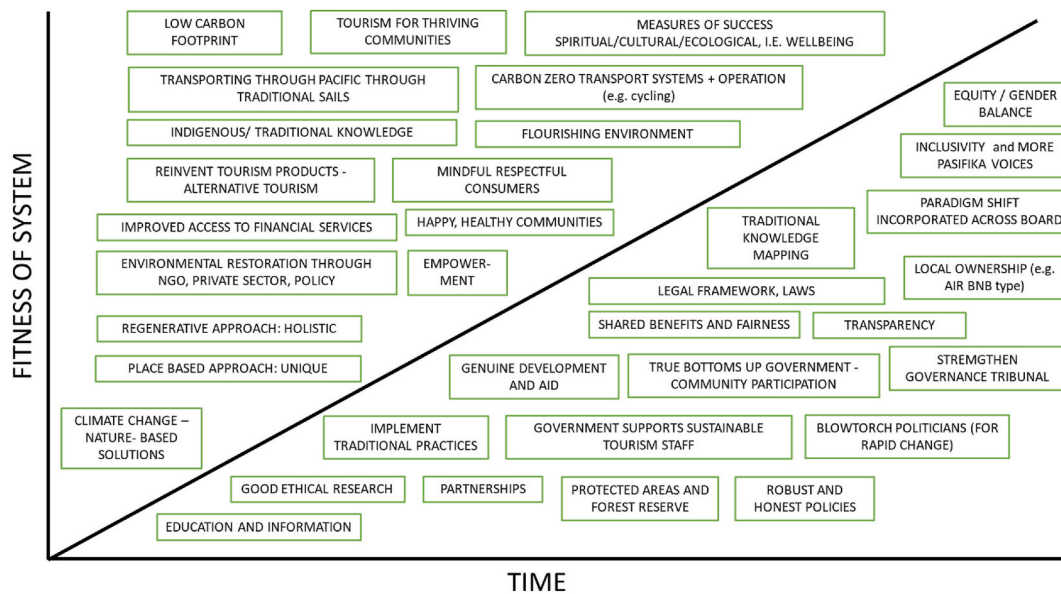 LOW CARBON
FOOTPRINT
TOURISM FOR THRIVING
COMMUNITIES
MEASURES OF SUCCESS
SPIRITUAL/CULTURAL/ECOLOGICAL, I.E. WELLBEING
TRANSPORTING THROUGH PACIFIC THROUGH
TRADITIONAL SAILS
CARBON ZERO TRANSPORT SYSTEMS + OPERATION
(e.g. cycling)
EQUITY / GENDER
BALANCE
INDIGENOUS/ TRADITIONAL KNOWLEDGE
FLOURISHING ENVIRONMENT
INCLUSIVITY and MORE
PASIFIKA VOICES
REINVENT TOURISM PRODUCTS -
ALTERNATIVE TOURISM
MINDFUL RESPECTFUL
CONSUMERS
PARADIGM SHIFT
INCORPORATED ACROSS BOARD
IMPROVED ACCESS TO FINANCIAL SERVICES
HAPPY, HEALTHY COMMUNITIES
TRADITIONAL
KNOWLEDGE
MAPPING
ENVIRONMENTAL RESTORATION THROUGH
NGO, PRIVATE SECTOR, POLICY
EMPOWER-
MENT
LOCAL OWNERSHIP (e.g.
AIR BNB type)
LEGAL FRAMEWORK, LAWS
REGENERATIVE APPROACH: HOLISTIC
SHARED BENEFITS AND FAIRNESS
TRANSPARENCY
PLACE BASED APPROACH: UNIQUE
GENUINE DEVELOPMENT
AND AID
TRUE BOTTOMS UP GOVERNMENT -
COMMUNITY PARTICIPATION
STREMGTHEN
GOVERNANCE TRIBUNAL
CLIMATE CHANGE –
NATURE- BASED
SOLUTIONS
IMPLEMENT
TRADITIONAL PRACTICES
GOVERNMENT SUPPORTS SUSTAINABLE
TOURISM STAFF
BLOWTORCH POLITICIANS (FOR
RAPID CHANGE)
GOOD ETHICAL RESEARCH
PARTNERSHIPS
PROTECTED AREAS AND
FOREST RESERVE
ROBUST AND
HONEST POLICIES
EDUCATION AND INFORMATION
FITNESS OF SYSTEM
TIME